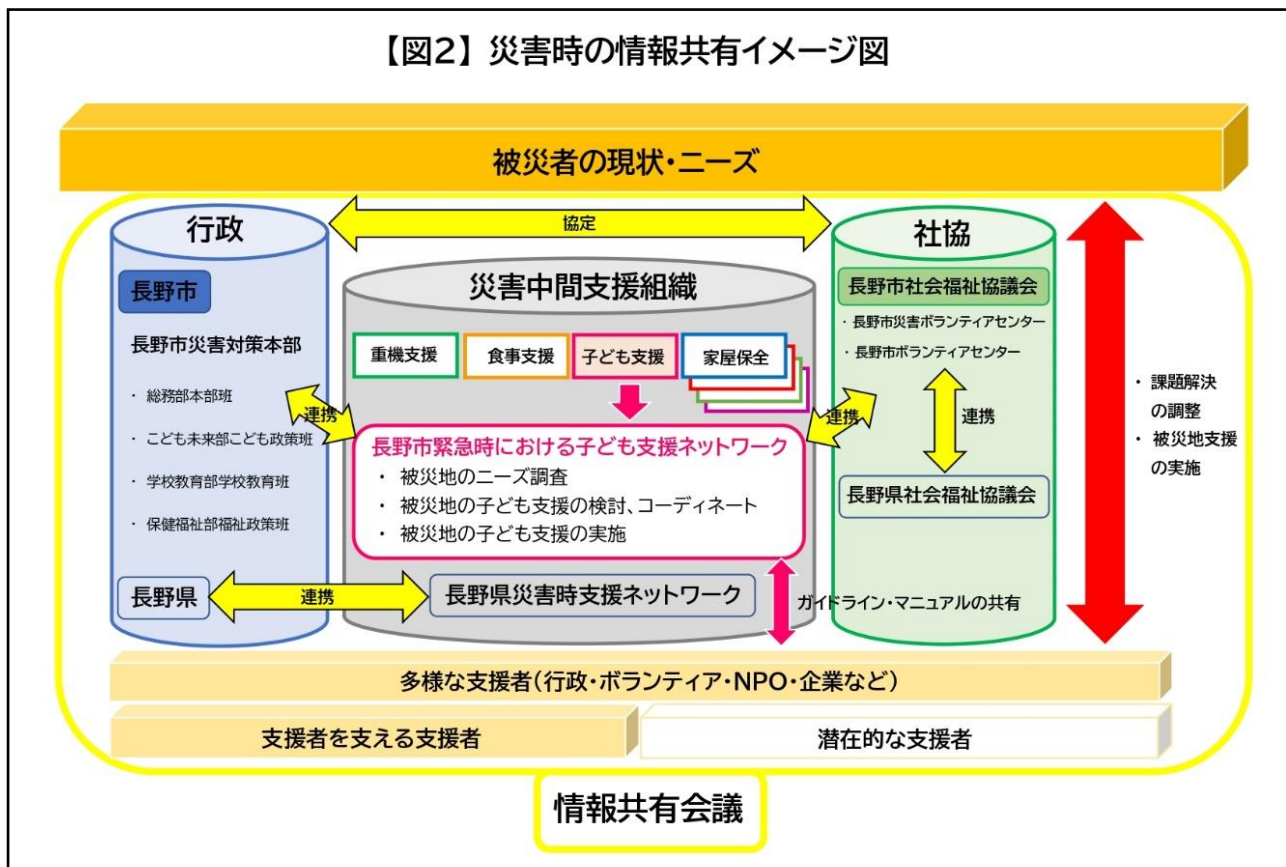 【図2】災害時の情報共有イメージ図
被災者の現状・ニーズ
協定
行政
長野市
長野市災害対策本部
・ 総務部本部班
・ こども未来部こども政策班
・ 学校教育部学校教育班
・ 保健福祉部福祉政策班
長野県
連携
連携
災害中間支援組織
重機支援
食事支援
子ども支援
家屋保全
長野市緊急時における子ども支援ネットワーク
・ 被災地のニーズ調査
・ 被災地の子ども支援の検討、コーディネート
・ 被災地の子ども支援の実施
長野県災害時支援ネットワーク
連携
ガイドライン・マニュアルの共有
社協
長野市社会福祉協議会
・ 長野市災害ボランティアセンター
・ 長野市ボランティアセンター
連携
長野県社会福祉協議会
・ 課題解決
の調整
・ 被災地支援
の実施
多様な支援者(行政・ボランティア・NPO・企業など)
支援者を支える支援者
潜在的な支援者
情報共有会議